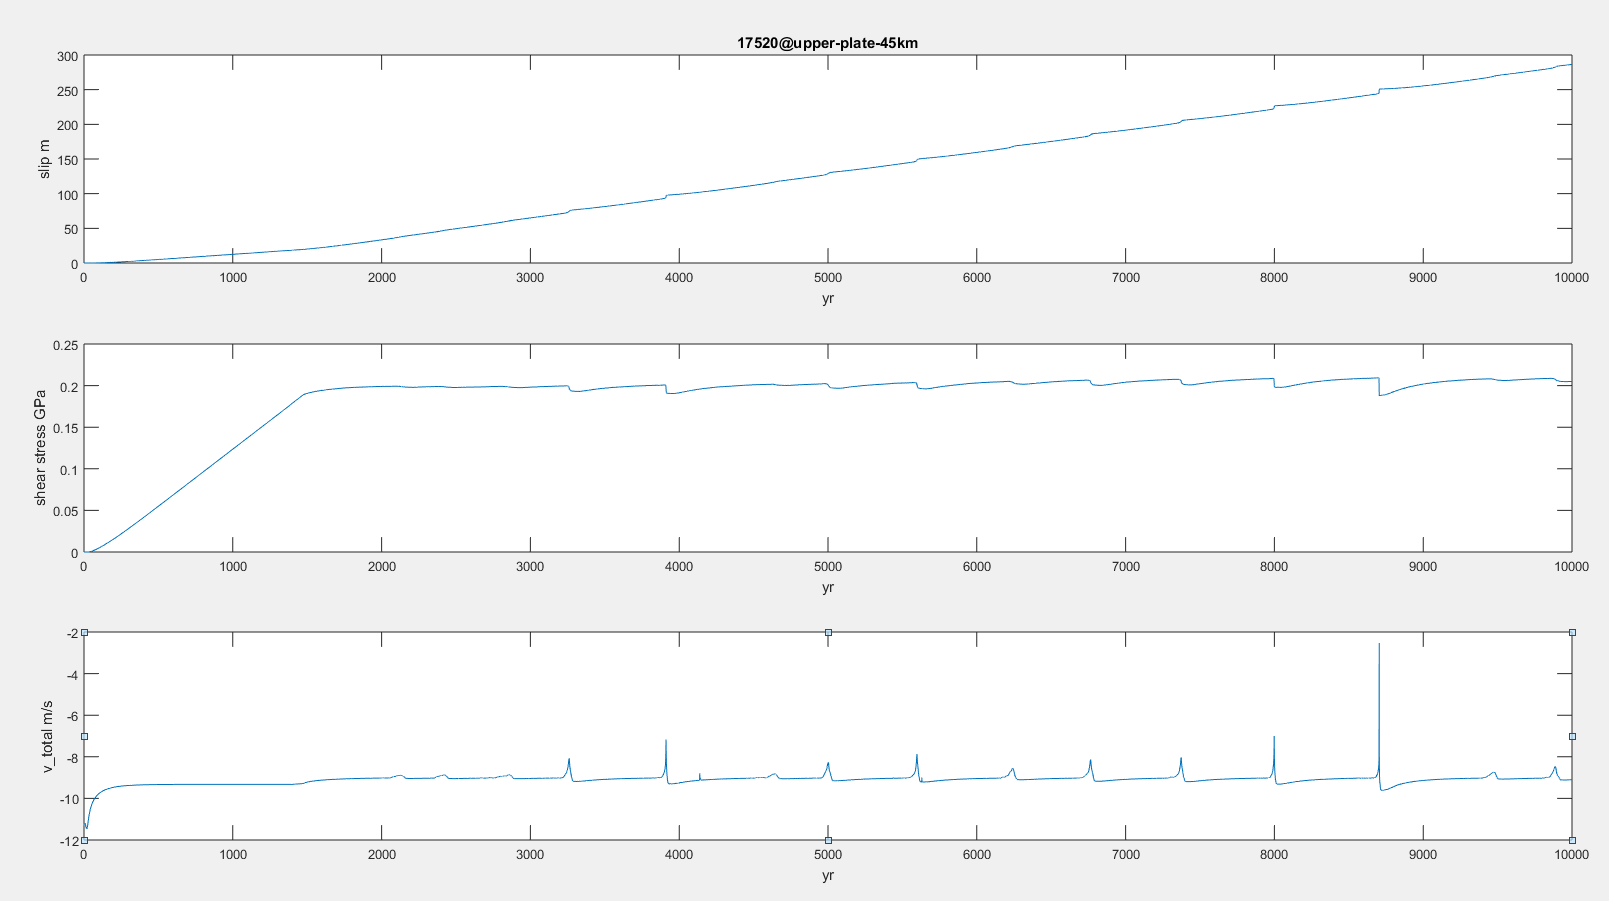 17520@upper-plate-45km
300
250
200
150
100
50
0
slip m
0 1000 2000 3000 4000 5000 6000 7000 8000 9000 10000
yr
0.25
0.2
0.15
0.1
0.05
0
shear stress GPa
0 1000 2000 3000 4000 5000 6000 7000 8000 9000 10000
yr
-2
-4
-6
-8
-10
-12
v_total m/s
0 1000 2000 3000 4000 5000 6000 7000 8000 9000 10000
yr